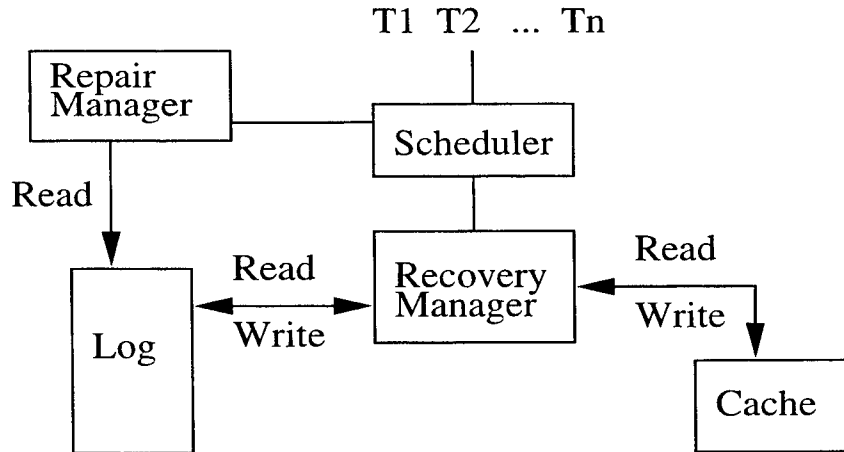 T1 T2 ... Tn
Repair
Manager
Scheduler
Read
Read
Write
Recovery
Manager
Read
Write
Log
Cache